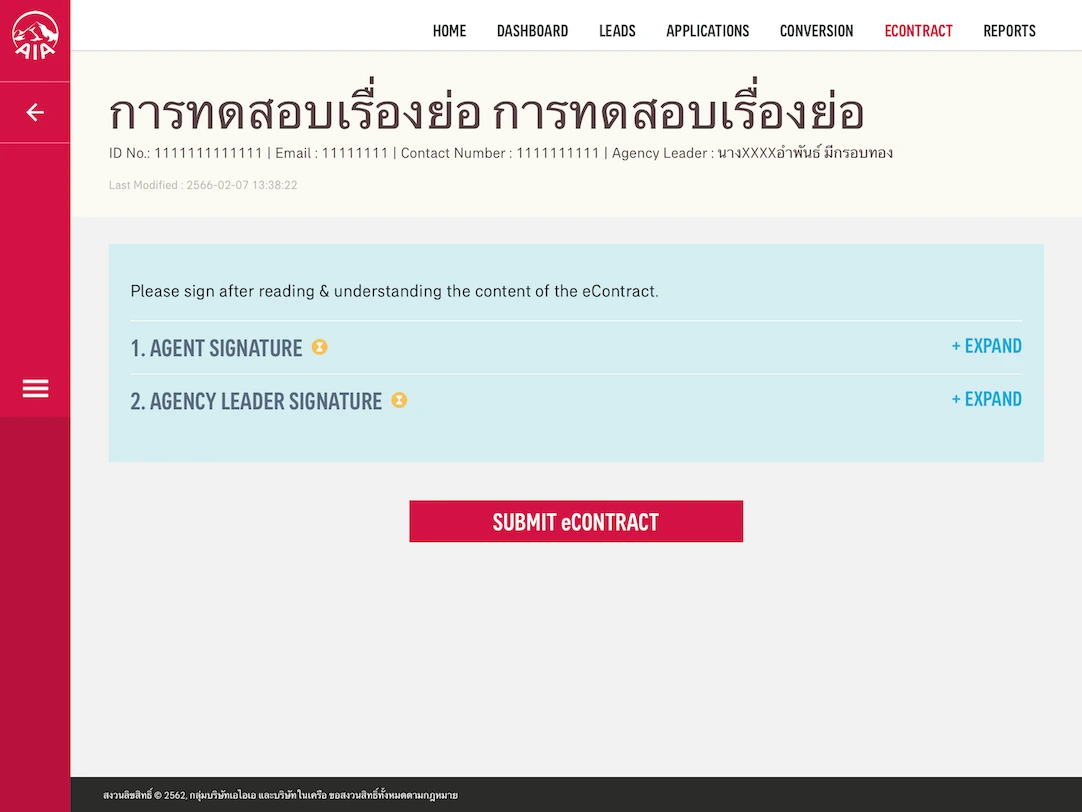 AIA
HOME DASHBOARD LEADS APPLICATIONS CONVERSION ECONTRACT REPORTS
การทดสอบเรื่องย่อ การทดสอบเรื่องย่อ
ID No.: 1111111111111 | Email : 11111111 | Contact Number : 1111111111 | Agency Leader : นางXXXXอำพันธ์ มีกรอบทอง
Last Modified : 2566-02-07 13:38:22
Please sign after reading & understanding the content of the eContract.
1. AGENT SIGNATURE + EXPAND
2. AGENCY LEADER SIGNATURE + EXPAND
SUBMIT eCONTRACT
สงวนลิขสิทธิ์ © 2562, กลุ่มบริษัทเอไอเอ และบริษัทในเครือ ขอสงวนสิทธิ์ทั้งหมดตามกฎหมาย